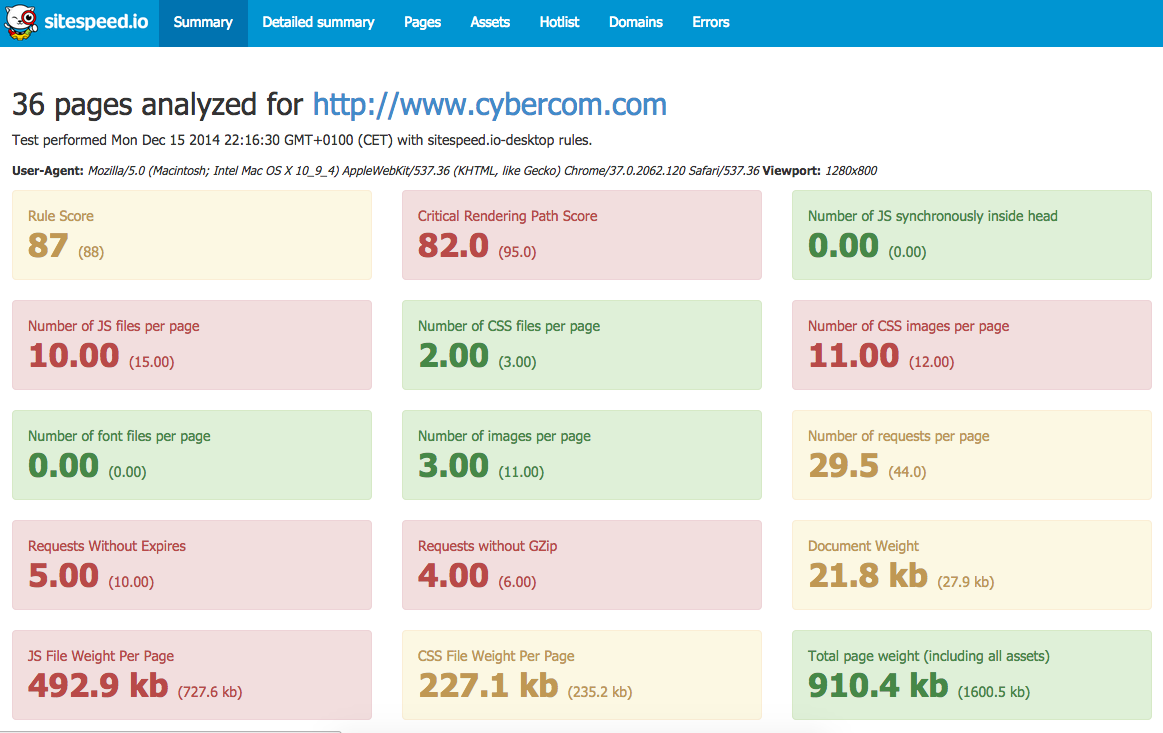 sitespeed.io Summary Detailed summary Pages Assets Hotlist Domains Errors
36 pages analyzed for http://www.cybercom.com
Test performed Mon Dec 15 2014 22:16:30 GMT+0100 (CET) with sitespeed.io-desktop rules.
User-Agent: Mozilla/5.0 (Macintosh; Intel Mac OS X 10_9_4) AppleWebKit/537.36 (KHTML, like Gecko) Chrome/37.0.2062.120 Safari/537.36 Viewport: 1280x800
Rule Score
87 (88)
Critical Rendering Path Score
82.0 (95.0)
Number of JS synchronously inside head
0.00 (0.00)
Number of JS files per page
10.00 (15.00)
Number of CSS files per page
2.00 (3.00)
Number of CSS images per page
11.00 (12.00)
Number of font files per page
0.00 (0.00)
Number of images per page
3.00 (11.00)
Number of requests per page
29.5 (44.0)
Requests Without Expires
5.00 (10.00)
Requests without GZip
4.00 (6.00)
Document Weight
21.8 kb (27.9 kb)
JS File Weight Per Page
492.9 kb (727.6 kb)
CSS File Weight Per Page
227.1 kb (235.2 kb)
Total page weight (including all assets)
910.4 kb (1600.5 kb)